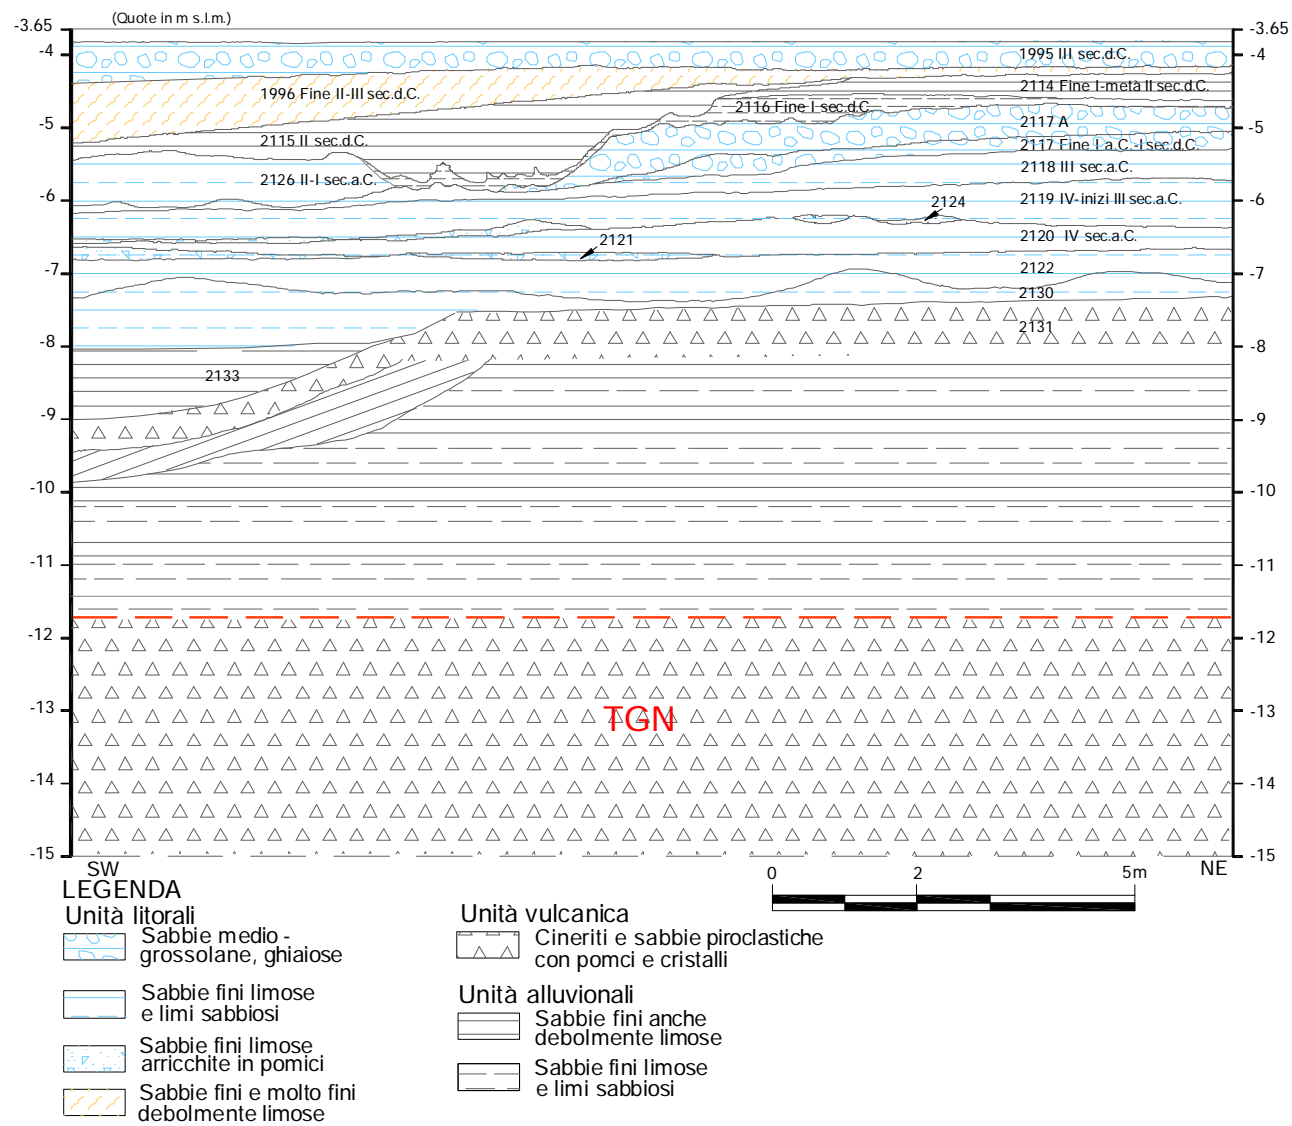 (Quote in m s.l.m.)
-3.65
-3.65
-4
-4
1995 III sec.d.C.
1996 Fine II-III sec.d.C.
2114 Fine I-metà II sec.d.C.
2116 Fine I sec.d.C.
2117 A
-5
-5
2115 II sec.d.C.
2117 Fine I a.C.-I sec.d.C.
2118 III sec.a.C.
2126 II-I sec.a.C.
-6
-6
2119 IV-inizi III sec.a.C.
2124
2121
2120 IV sec.a.C.
-7
-7
2122
2130
2131
-8
-8
2133
-9
-9
-10
-10
-11
-11
-12
-12
-13
TGN
-13
-14
-14
-15
-15
SW
NE
0
2
5m
LEGENDA
Unità litorali
Sabbie medio -
grossolane, ghiaiose
Sabbie fini limose
e limi sabbiosi
Sabbie fini limose
arricchite in pomici
Sabbie fini e molto fini
debolmente limose
Unità vulcanica
Cineriti e sabbie piroclastiche
con pomci e cristalli
Unità alluvionali
Sabbie fini anche
debolmente limose
Sabbie fini limose
e limi sabbiosi